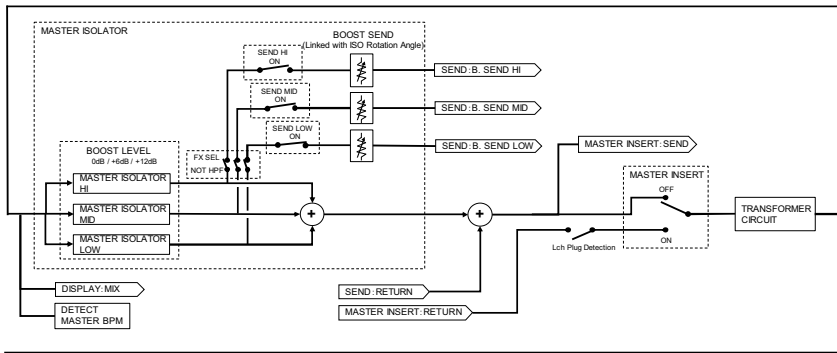 MASTER ISOLATOR
BOOST SEND
(Linked with ISO Rotation Angle)
SEND HI
ON
SEND:B. SEND HI
SEND MID
ON
SEND:B. SEND MID
SEND LOW
ON
SEND:B. SEND LOW
BOOST LEVEL
0dB / +6dB / +12dB
FX SEL
NOT HPF
MASTER ISOLATOR
HI
MASTER ISOLATOR
MID
MASTER ISOLATOR
LOW
+
+
MASTER INSERT:SEND
MASTER INSERT
OFF
ON
TRANSFORMER
CIRCUIT
Lch Plug Detection
DISPLAY:MIX
SEND:RETURN
DETECT
MASTER BPM
MASTER INSERT:RETURN